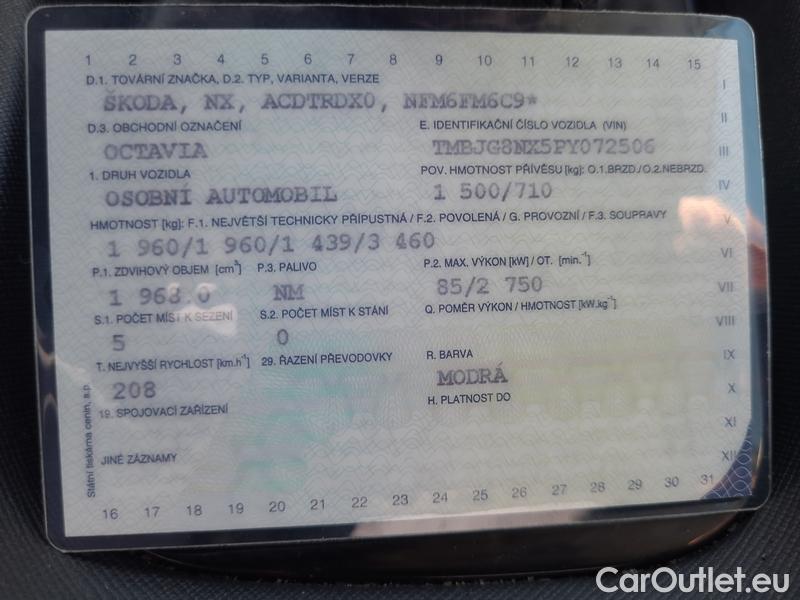 1 2 3 4 5 6 7 8 9 10 11 12 13 14 15
D.1. TOVÁRNÍ ZNAČKA, D.2. TYP, VARIANTA, VERZE
I
ŠKODA, NX, ACDTRDX0, NFM6FM6C9*
II
D.3. OBCHODNÍ OZNAČENÍ E. IDENTIFIKAČNÍ ČÍSLO VOZIDLA (VIN)
OCTAVIA TMBJG8NX5PY072506 III
1. DRUH VOZIDLA POV. HMOTNOST PŘÍVĚSU [kg]: O.1.BRZD./O.2.NEBRZD.
OSOBNÍ AUTOMOBIL 1 500/710 IV
HMOTNOST [kg]: F.1. NEJVĚTŠÍ TECHNICKY PŘÍPUSTNÁ / F.2. POVOLENÁ / G. PROVOZNÍ / F.3. SOUPRAVY V
1 960/1 960/1 439/3 460
P.1. ZDVIHOVÝ OBJEM [cm³] P.3. PALIVO P.2. MAX. VÝKON [kW] / OT. [min.⁻¹] VI
1 968.0 NM 85/2 750 VII
S.1. POČET MÍST K SEZENÍ S.2. POČET MÍST K STÁNÍ Q. POMĚR VÝKON / HMOTNOST [kW.kg⁻¹]
5 0 VIII
T. NEJVYŠŠÍ RYCHLOST [km.h⁻¹] 29. ŘAZENÍ PŘEVODOVKY R. BARVA IX
208 MODRÁ X
19. SPOJOVACÍ ZAŘÍZENÍ H. PLATNOST DO
XI
JINÉ ZÁZNAMY XII
Státní tiskárna cenin, s.p.
16 17 18 19 20 21 22 23 24 25 26 27 28 29 30 31
CarOutlet.eu